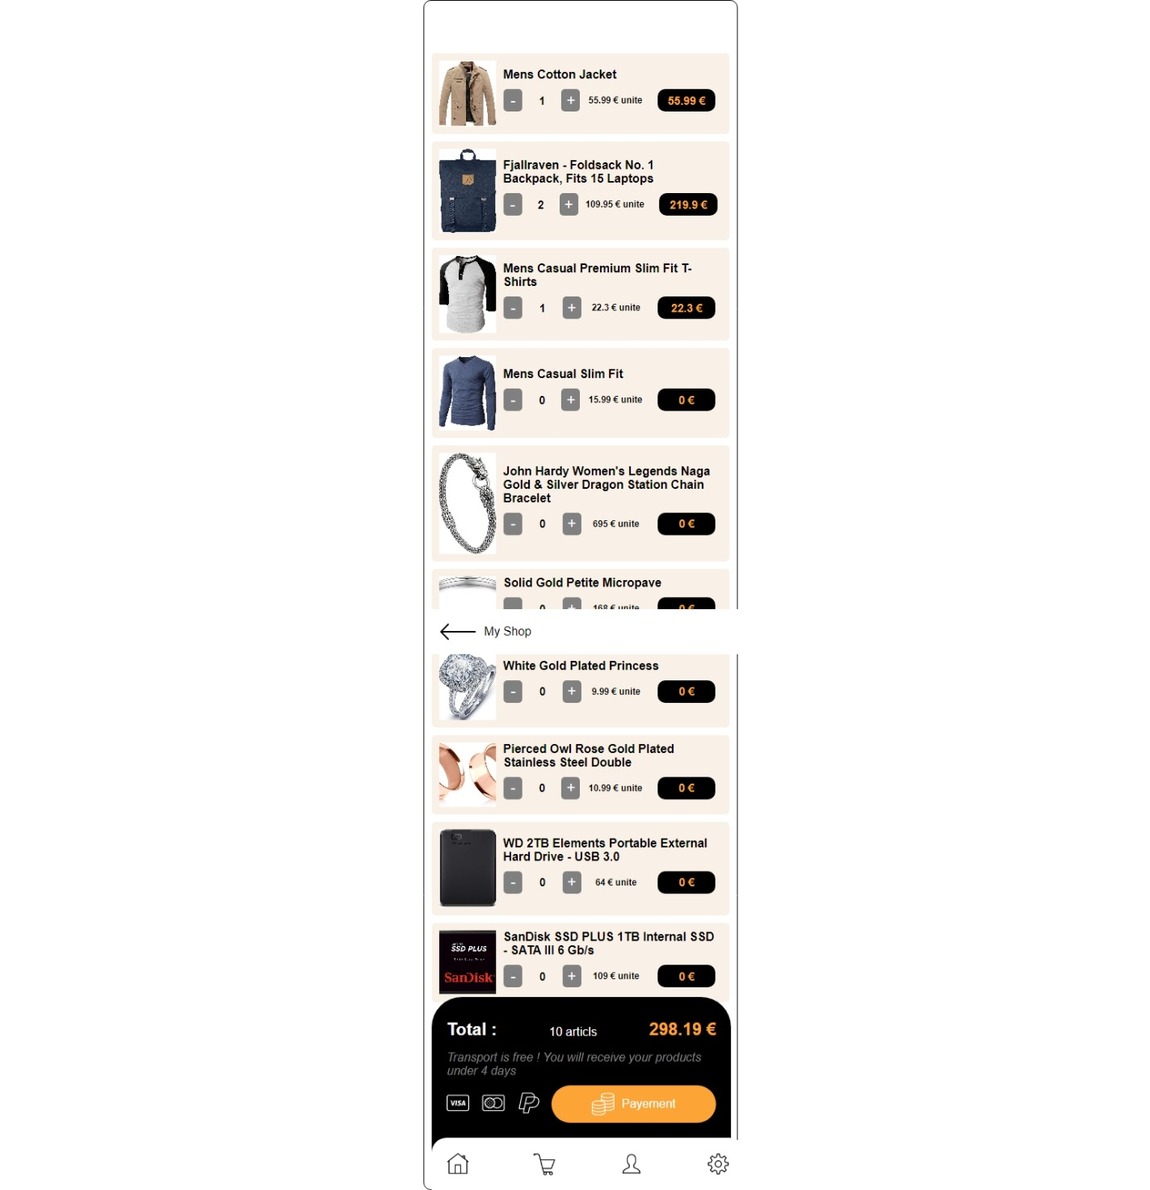 Mens Cotton Jacket
- 1 + 55.99 € unite 55.99 €
Fjallraven - Foldsack No. 1
Backpack, Fits 15 Laptops
- 2 + 109.95 € unite 219.9 €
Mens Casual Premium Slim Fit T-
Shirts
- 1 + 22.3 € unite 22.3 €
Mens Casual Slim Fit
- 0 + 15.99 € unite 0 €
John Hardy Women's Legends Naga
Gold & Silver Dragon Station Chain
Bracelet
- 0 + 695 € unite 0 €
Solid Gold Petite Micropave
- 0 + 168 € unite 0 €
My Shop
White Gold Plated Princess
- 0 + 9.99 € unite 0 €
Pierced Owl Rose Gold Plated
Stainless Steel Double
- 0 + 10.99 € unite 0 €
WD 2TB Elements Portable External
Hard Drive - USB 3.0
- 0 + 64 € unite 0 €
SSD PLUS
SanDisk
SanDisk SSD PLUS 1TB Internal SSD
- SATA III 6 Gb/s
- 0 + 109 € unite 0 €
Total : 10 articls 298.19 €
Transport is free ! You will receive your products
under 4 days
VISA Payement